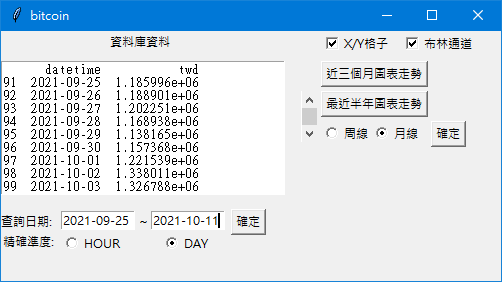 bitcoin
資料庫資料
X/Y格子 布林通道
datetime twd
91 2021-09-25 1.185996e+06
92 2021-09-26 1.188901e+06
93 2021-09-27 1.202251e+06
94 2021-09-28 1.168938e+06
95 2021-09-29 1.138165e+06
96 2021-09-30 1.157368e+06
97 2021-10-01 1.221539e+06
98 2021-10-02 1.338011e+06
99 2021-10-03 1.326788e+06
近三個月圖表走勢
最近半年圖表走勢
周線 月線 確定
查詢日期: 2021-09-25 ~ 2021-10-11 確定
精確準度: HOUR DAY